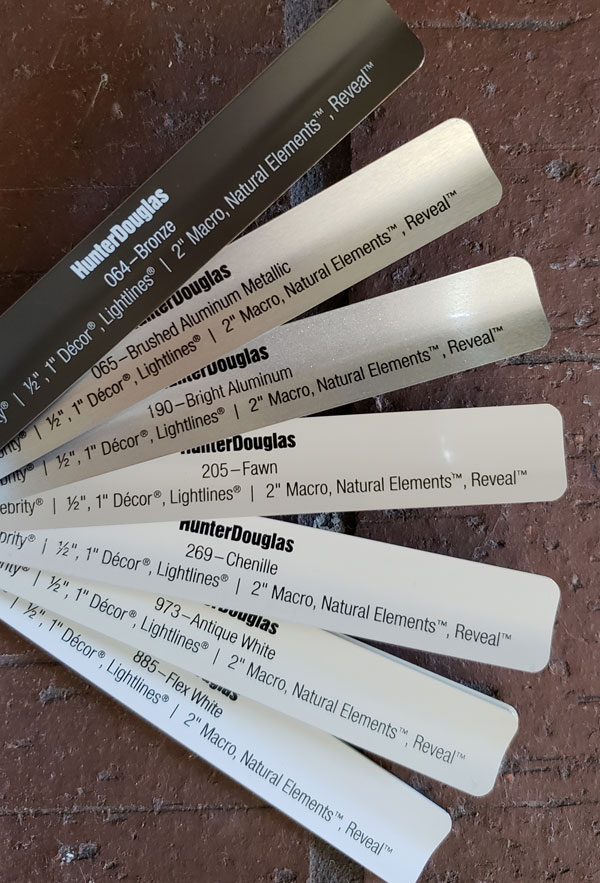 HunterDouglas
064–Bronze
½", 1" Décor®, Lightlines® | 2" Macro, Natural Elements™, Reveal™
065–Brushed Aluminum Metallic
| ½", 1" Décor®, Lightlines® | 2" Macro, Natural Elements™, Reveal™
190–Bright Aluminum
| ½", 1" Décor®, Lightlines® | 2" Macro, Natural Elements™, Reveal™
HunterDouglas
205–Fawn
| ½", 1" Décor®, Lightlines® | 2" Macro, Natural Elements™, Reveal™
HunterDouglas
269–Chenille
| ½", 1" Décor®, Lightlines® | 2" Macro, Natural Elements™, Reveal™
973–Antique White
| ½", 1" Décor®, Lightlines® | 2" Macro, Natural Elements™, Reveal™
885–Flex White
| ½", 1" Décor®, Lightlines® | 2" Macro, Natural Elements™, Reveal™